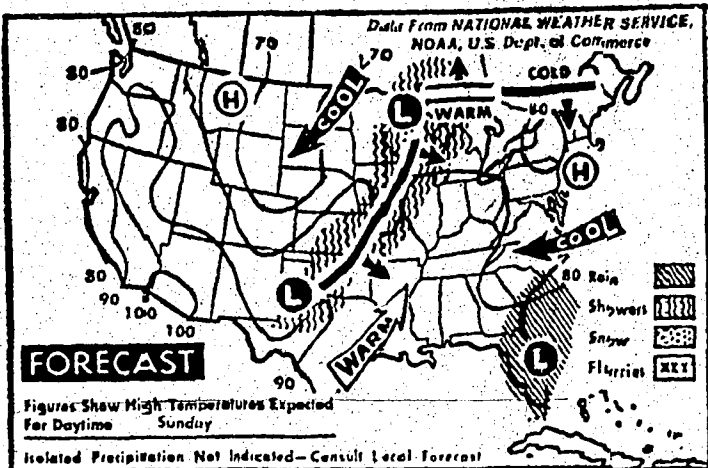 Data From NATIONAL WEATHER SERVICE,
NOAA, U.S. Dept. of Commerce
80
70
<70
80
COOL
COLD
H
L
WARM
80
80
H
COOL
80
90
100
100
L
WARM
90
80
L
Rain
Showers
Snow
Flurries
FORECAST
Figures Show High Temperatures Expected
For Daytime Sunday
Isolated Precipitation Not Indicated—Consult Local Forecast